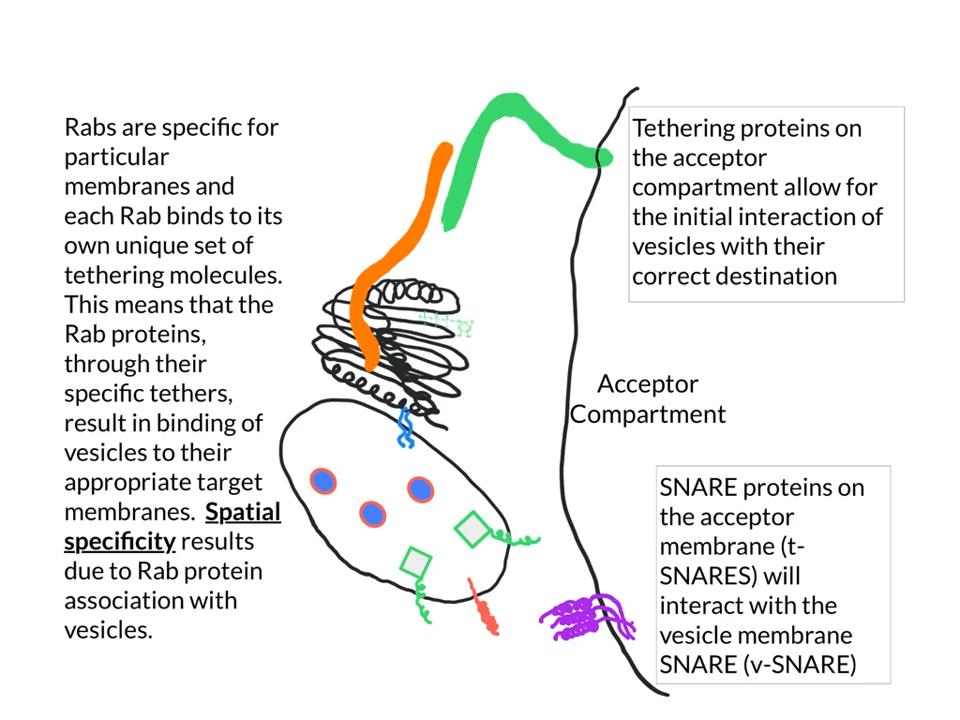 Rabs are specific for
particular
membranes and
each Rab binds to its
own unique set of
tethering molecules.
This means that the
Rab proteins,
through their
specific tethers,
result in binding of
vesicles to their
appropriate target
membranes. Spatial
specificity results
due to Rab protein
association with
vesicles.
Tethering proteins on
the acceptor
compartment allow for
the initial interaction of
vesicles with their
correct destination
Acceptor
Compartment
SNARE proteins on
the acceptor
membrane (t-
SNARES) will
interact with the
vesicle membrane
SNARE (v-SNARE)